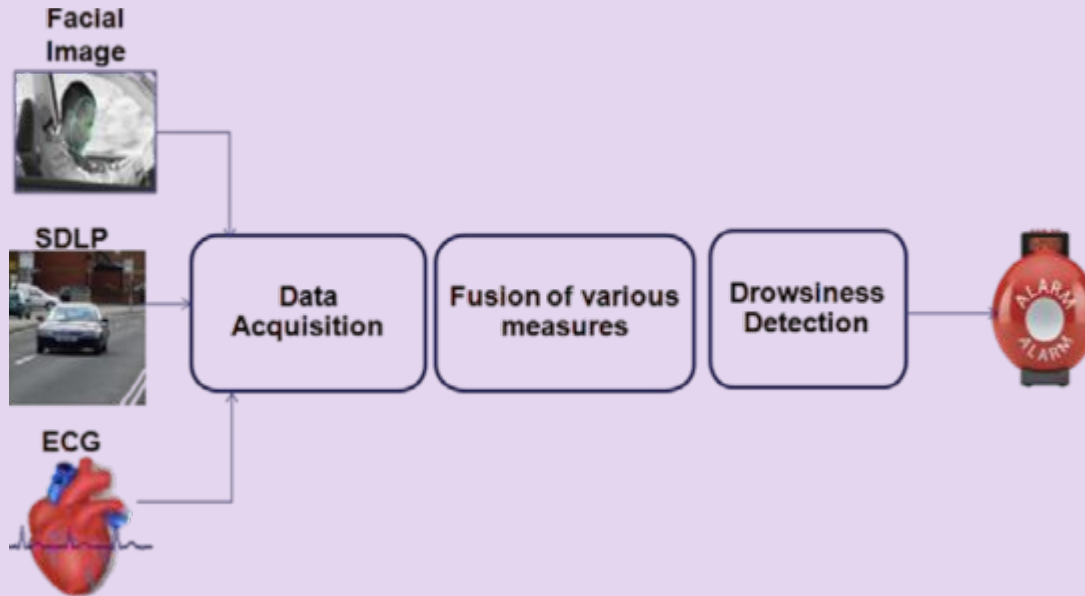 Facial
Image
SDLP
ECG
Data
Acquisition
Fusion of various
measures
Drowsiness
Detection
ALARM
ALARM